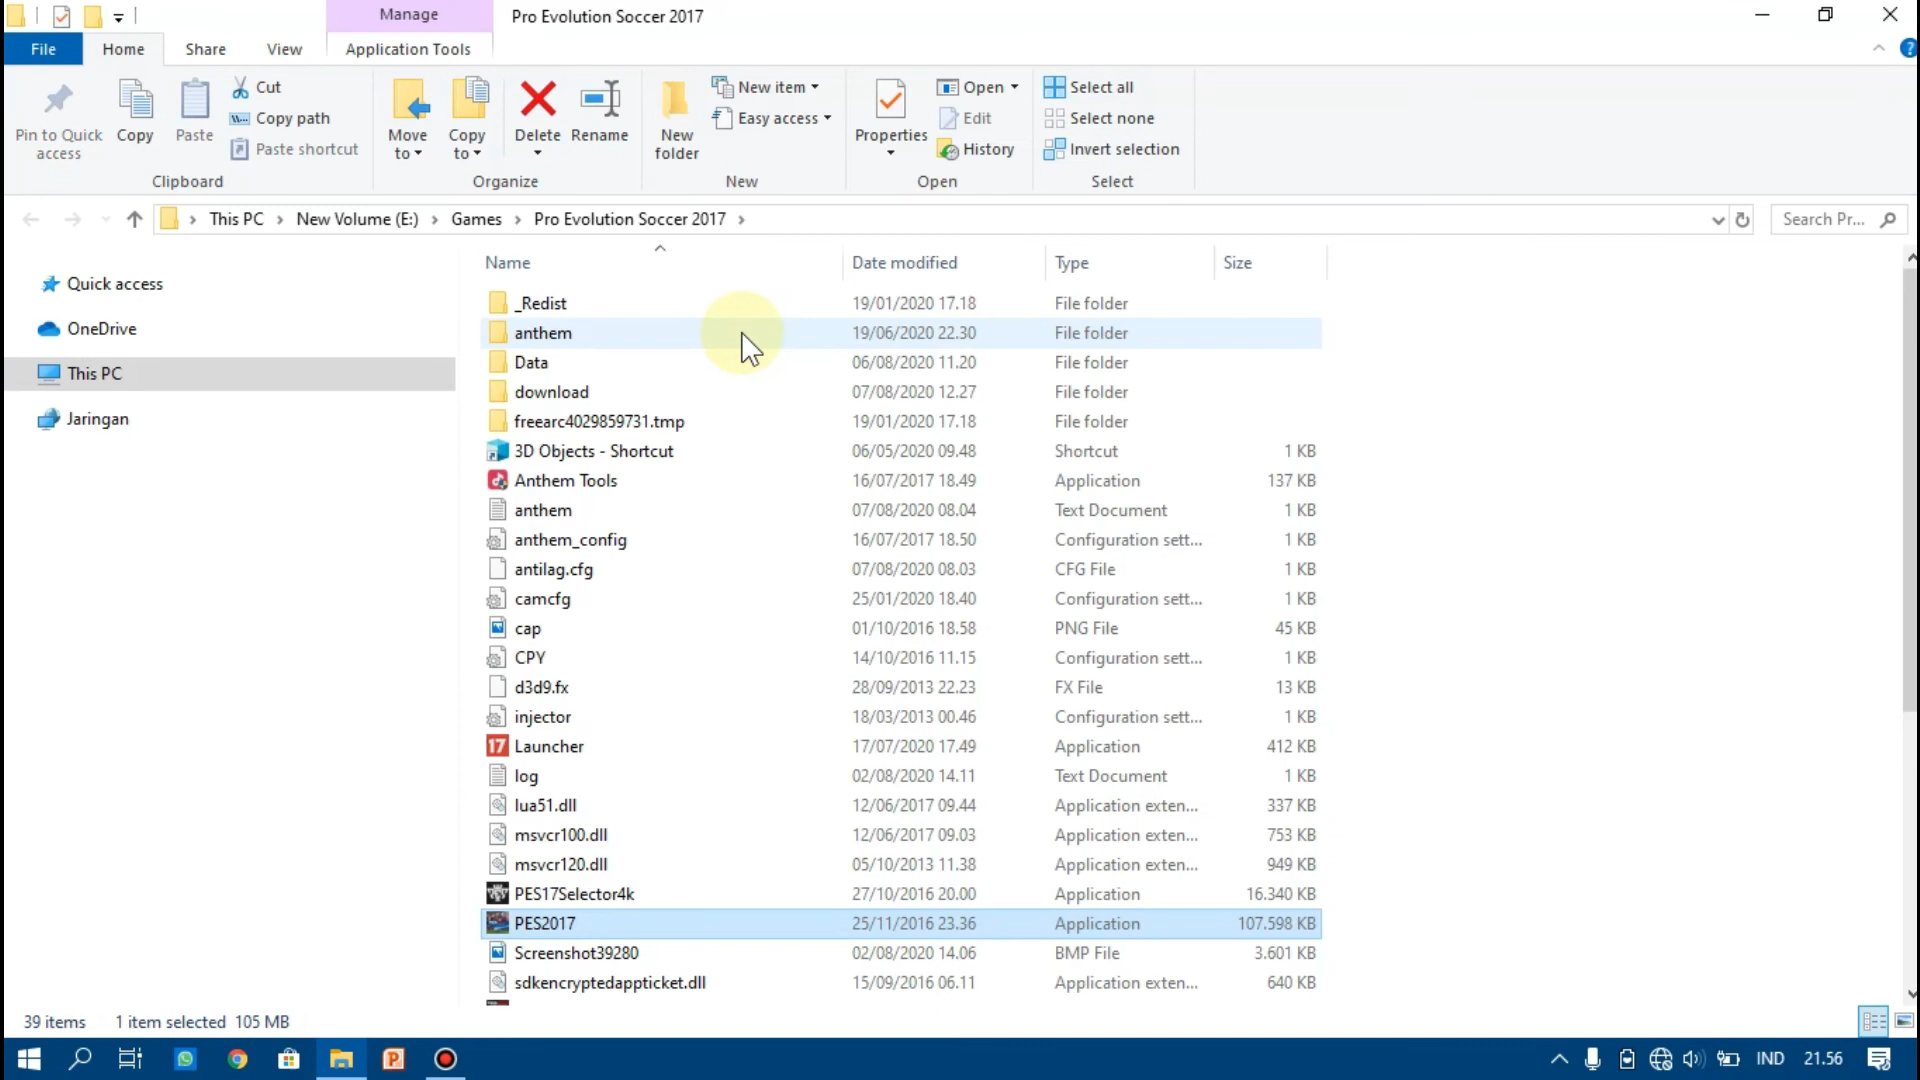 Manage
Pro Evolution Soccer 2017
File
Home
Share
View
Application Tools
Pin to Quick access
Copy
Paste
Cut
Copy path
Paste shortcut
Clipboard
Move to
Copy to
Delete
Rename
Organize
New folder
New item
Easy access
New
Properties
Open
Edit
History
Open
Select all
Select none
Invert selection
Select
This PC > New Volume (E:) > Games > Pro Evolution Soccer 2017 >
Search Pr...
Quick access
OneDrive
This PC
Jaringan
Name Date modified Type Size
_Redist 19/01/2020 17.18 File folder
anthem 19/06/2020 22.30 File folder
Data 06/08/2020 11.20 File folder
download 07/08/2020 12.27 File folder
freearc4029859731.tmp 19/01/2020 17.18 File folder
3D Objects - Shortcut 06/05/2020 09.48 Shortcut 1 KB
Anthem Tools 16/07/2017 18.49 Application 137 KB
anthem 07/08/2020 08.04 Text Document 1 KB
anthem_config 16/07/2017 18.50 Configuration sett... 1 KB
antilag.cfg 07/08/2020 08.03 CFG File 1 KB
camcfg 25/01/2020 18.40 Configuration sett... 1 KB
cap 01/10/2016 18.58 PNG File 45 KB
CPY 14/10/2016 11.15 Configuration sett... 1 KB
d3d9.fx 28/09/2013 22.23 FX File 13 KB
injector 18/03/2013 00.46 Configuration sett... 1 KB
17 Launcher 17/07/2020 17.49 Application 412 KB
log 02/08/2020 14.11 Text Document 1 KB
lua51.dll 12/06/2017 09.44 Application exten... 337 KB
msvcr100.dll 12/06/2017 09.03 Application exten... 753 KB
msvcr120.dll 05/10/2013 11.38 Application exten... 949 KB
PES17Selector4k 27/10/2016 20.00 Application 16.340 KB
PES2017 25/11/2016 23.36 Application 107.598 KB
Screenshot39280 02/08/2020 14.06 BMP File 3.601 KB
sdkencryptedappticket.dll 15/09/2016 06.11 Application exten... 640 KB
39 items 1 item selected 105 MB
IND 21.56